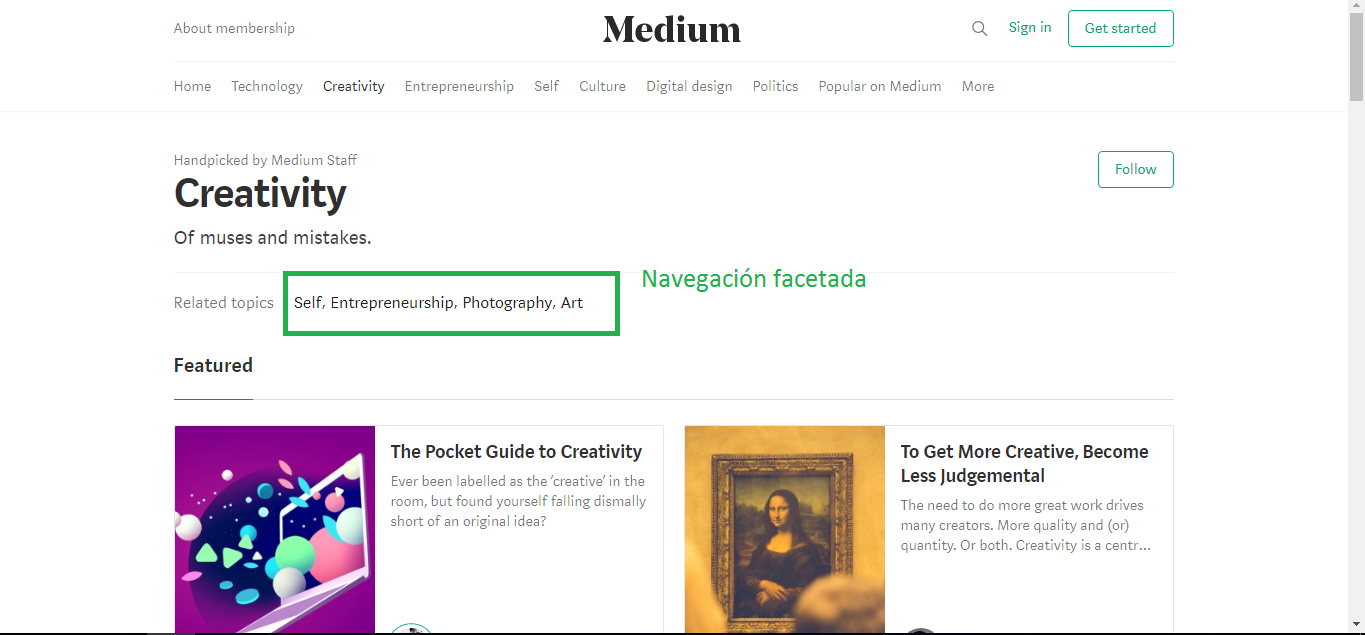 About membership
Medium
Sign in
Get started
Home Technology Creativity Entrepreneurship Self Culture Digital design Politics Popular on Medium More
Handpicked by Medium Staff
Creativity
Follow
Of muses and mistakes.
Navegación facetada
Related topics Self, Entrepreneurship, Photography, Art
Featured
The Pocket Guide to Creativity
Ever been labelled as the ‘creative’ in the
room, but found yourself falling dismally
short of an original idea?
To Get More Creative, Become
Less Judgemental
The need to do more great work drives
many creators. More quality and (or)
quantity. Or both. Creativity is a centr…